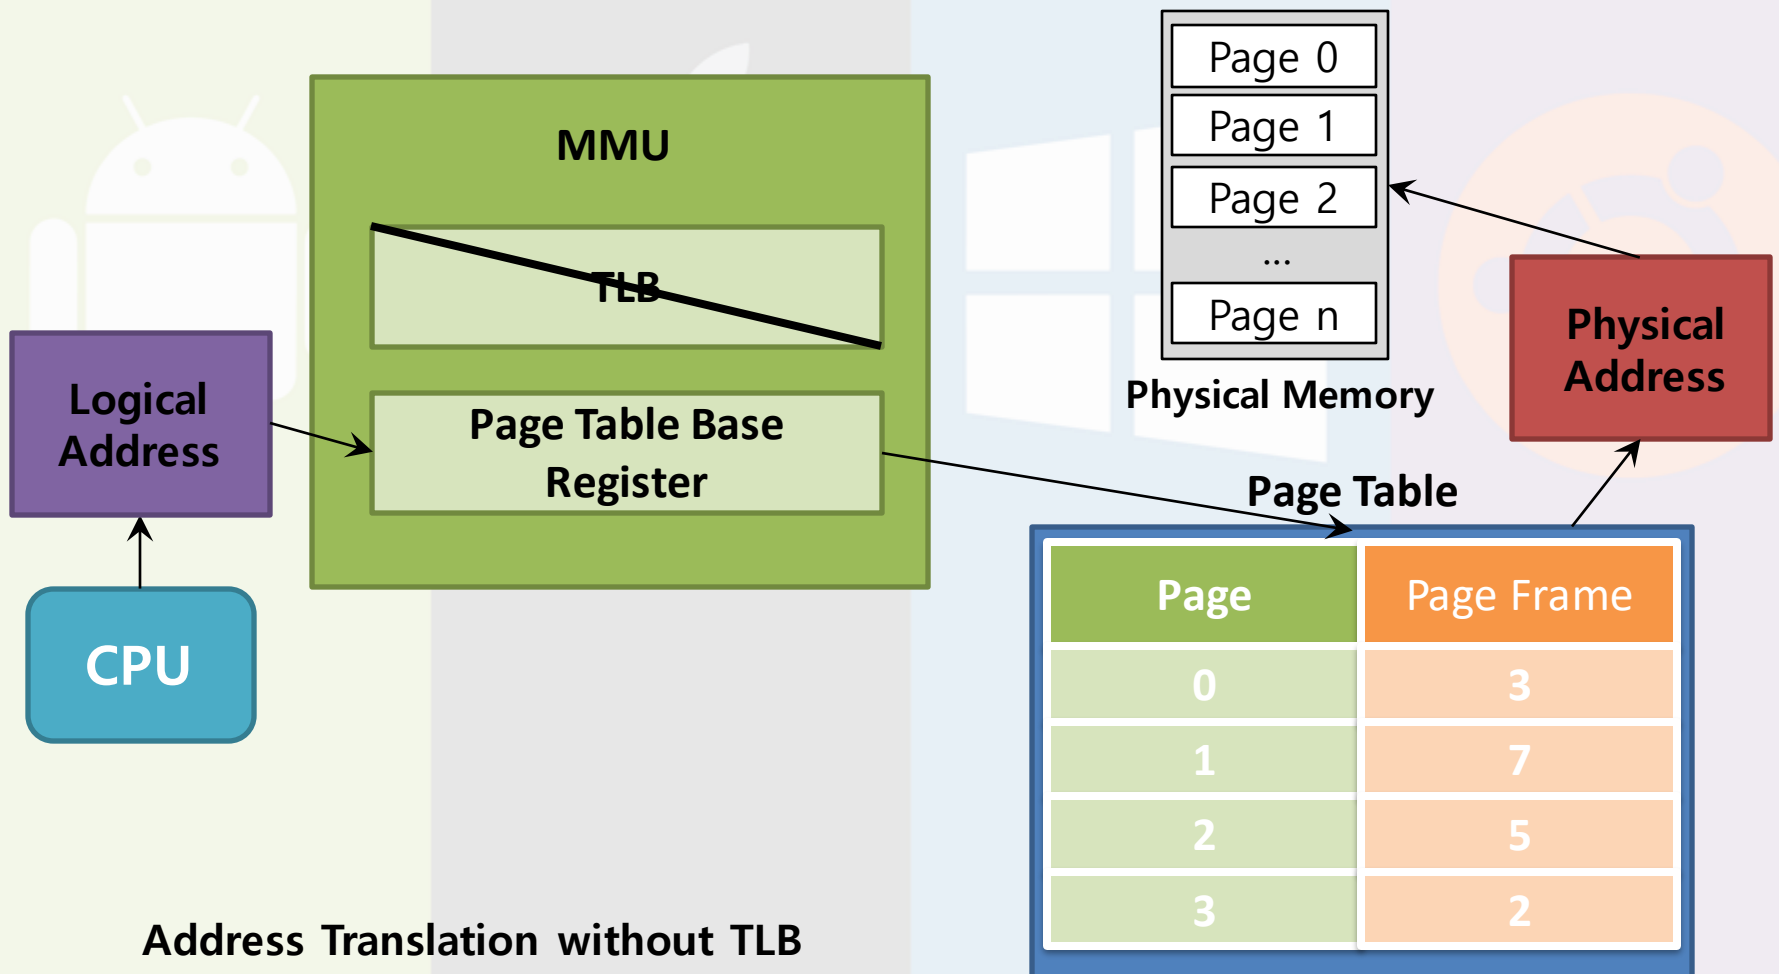 MMU
TLB
Page Table Base
Register
Logical
Address
CPU
Page 0
Page 1
Page 2
...
Page n
Physical Memory
Physical
Address
Page Table
Page Page Frame
0 3
1 7
2 5
3 2
Address Translation without TLB